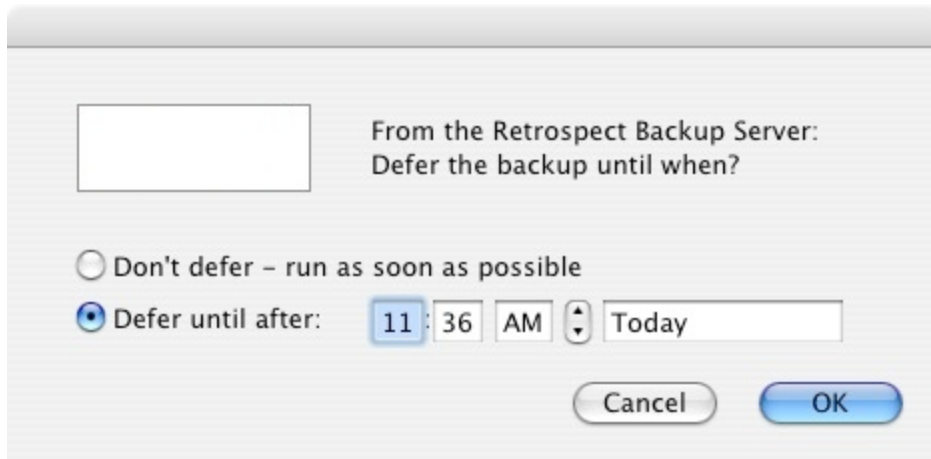 From the Retrospect Backup Server:
Defer the backup until when?
Don't defer – run as soon as possible
Defer until after: 11 : 36 AM Today
Cancel OK